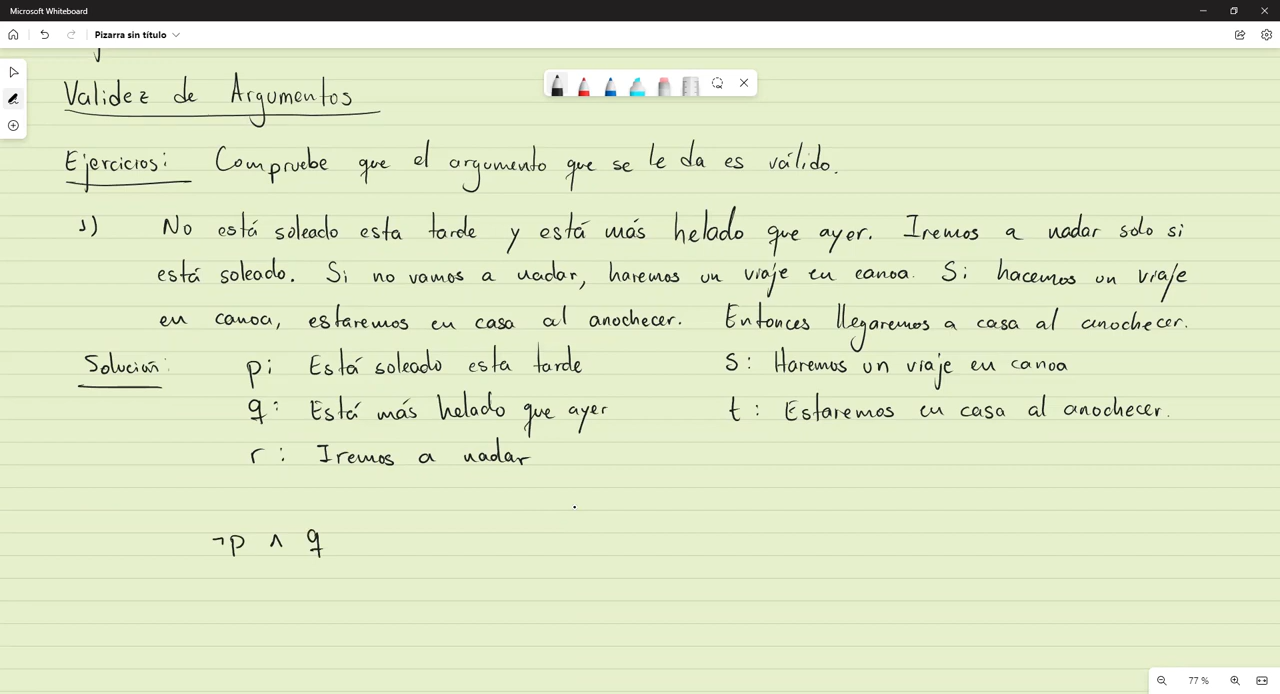 Microsoft Whiteboard
Pizarra sin título
Validez de Argumentos
Ejercicios: Compruebe que el argumento que se le da es válido.
1) No está soleado esta tarde y está más helado que ayer. Iremos a nadar solo si
está soleado. Si no vamos a nadar, haremos un viaje en canoa. Si hacemos un viaje
en canoa, estaremos en casa al anochecer. Entonces llegaremos a casa al anochecer.
Solución: p: Está soleado esta tarde s: Haremos un viaje en canoa
q: Está más helado que ayer t: Estaremos en casa al anochecer.
r: Iremos a nadar
¬p ∧ q
77 %